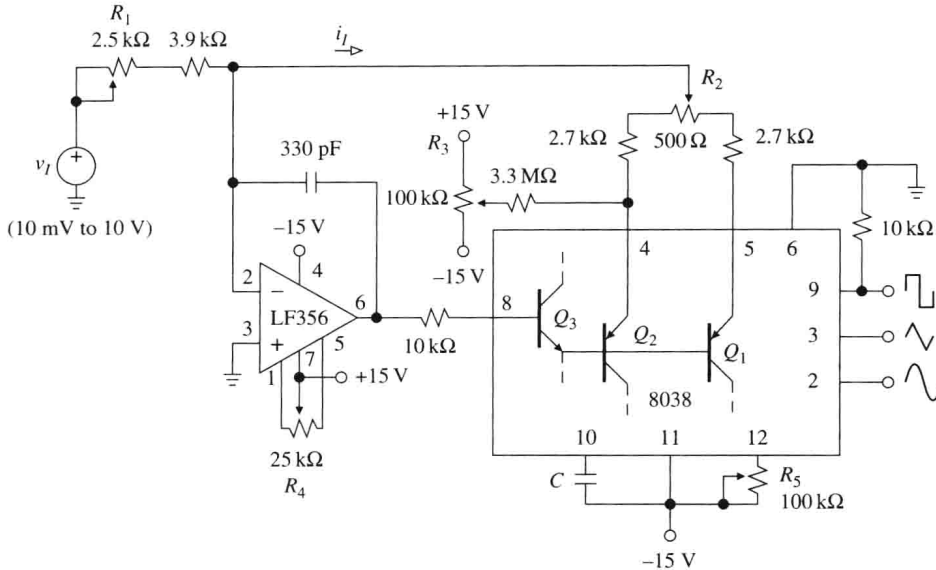 R₁
2.5 kΩ
3.9 kΩ
i_I
R₂
+15 V
R₃
2.7 kΩ
500 Ω
2.7 kΩ
330 pF
v_I
+
100 kΩ
3.3 MΩ
10 kΩ
(10 mV to 10 V)
−15 V
−15 V
4
5
6
4
2
−
6
8
Q₃
9
LF356
3
+
7
5
10 kΩ
Q₂
Q₁
3
1
+15 V
8038
2
25 kΩ
R₄
10
11
12
C
R₅
100 kΩ
−15 V